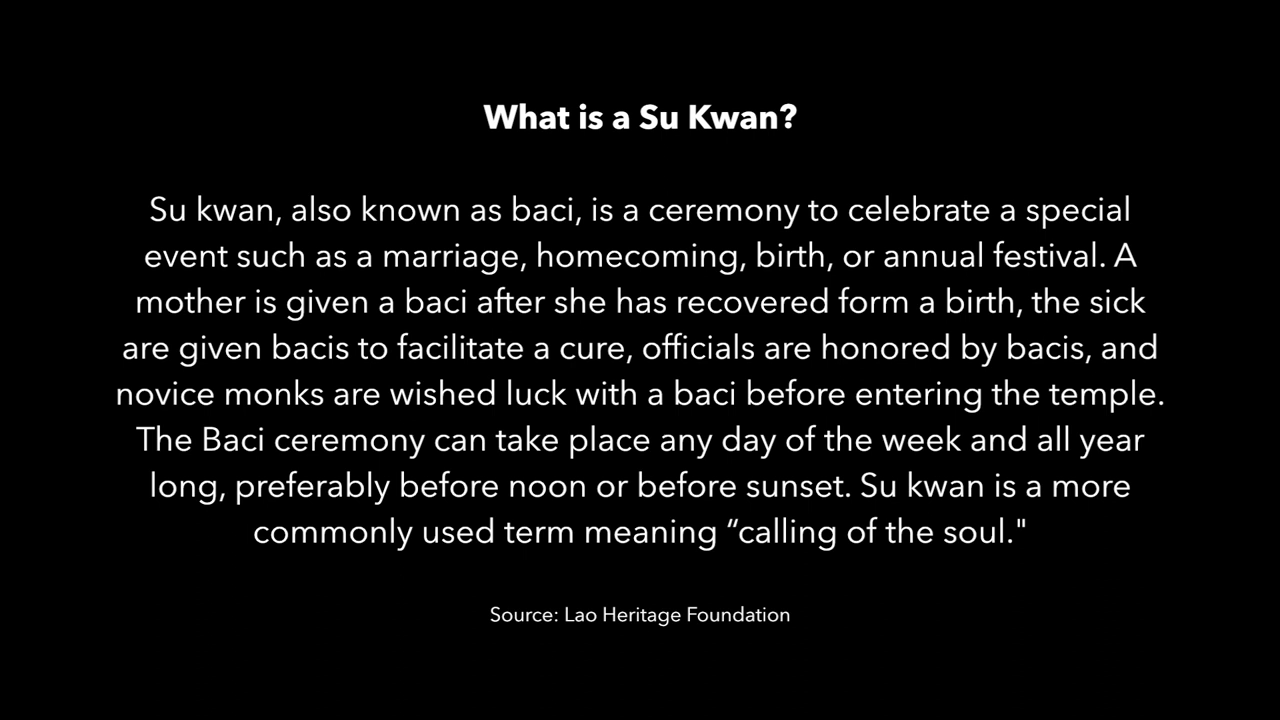 What is a Su Kwan?
Su kwan, also known as baci, is a ceremony to celebrate a special
event such as a marriage, homecoming, birth, or annual festival. A
mother is given a baci after she has recovered form a birth, the sick
are given bacis to facilitate a cure, officials are honored by bacis, and
novice monks are wished luck with a baci before entering the temple.
The Baci ceremony can take place any day of the week and all year
long, preferably before noon or before sunset. Su kwan is a more
commonly used term meaning “calling of the soul."
Source: Lao Heritage Foundation